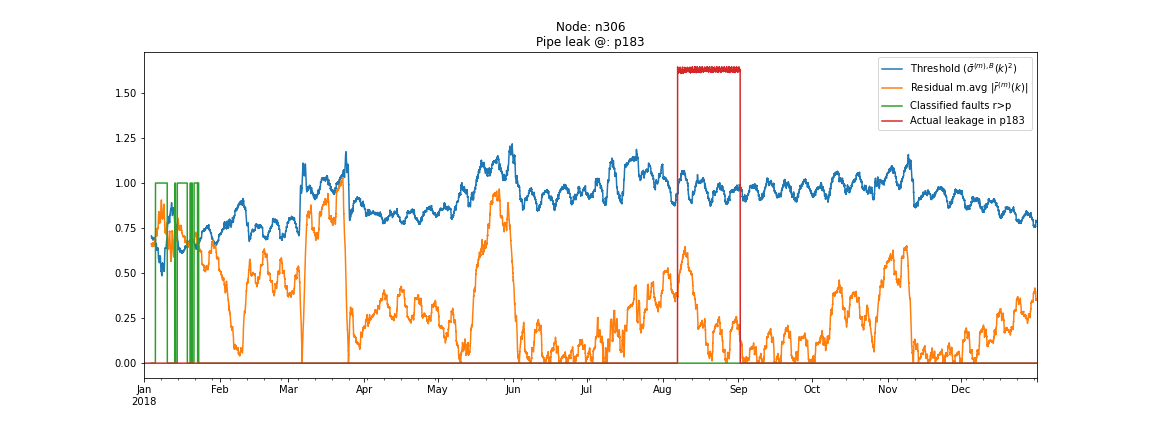 Node: n306
Pipe leak @: p183
Threshold (σ̄⁽ᵐ⁾,ᴮ(k)²)
Residual m.avg |r̄⁽ᵐ⁾(k)|
Classified faults r>p
Actual leakage in p183
1.50
1.25
1.00
0.75
0.50
0.25
0.00
Jan Feb Mar Apr May Jun Jul Aug Sep Oct Nov Dec
2018